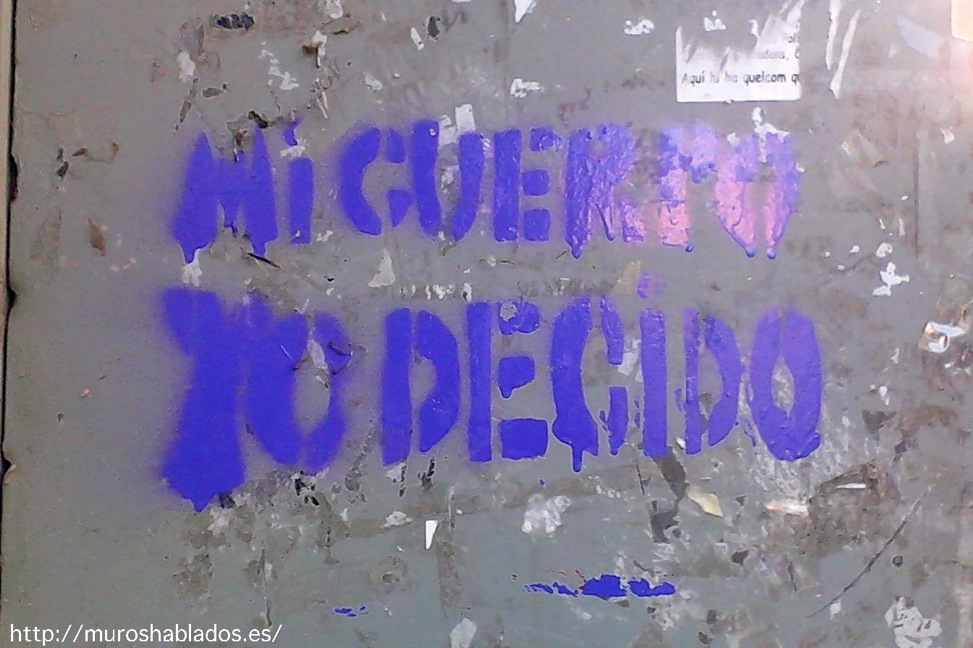 Aquí hi ha quelcom
Mi CUERPO
YO DECiDO
http://muroshablados.es/